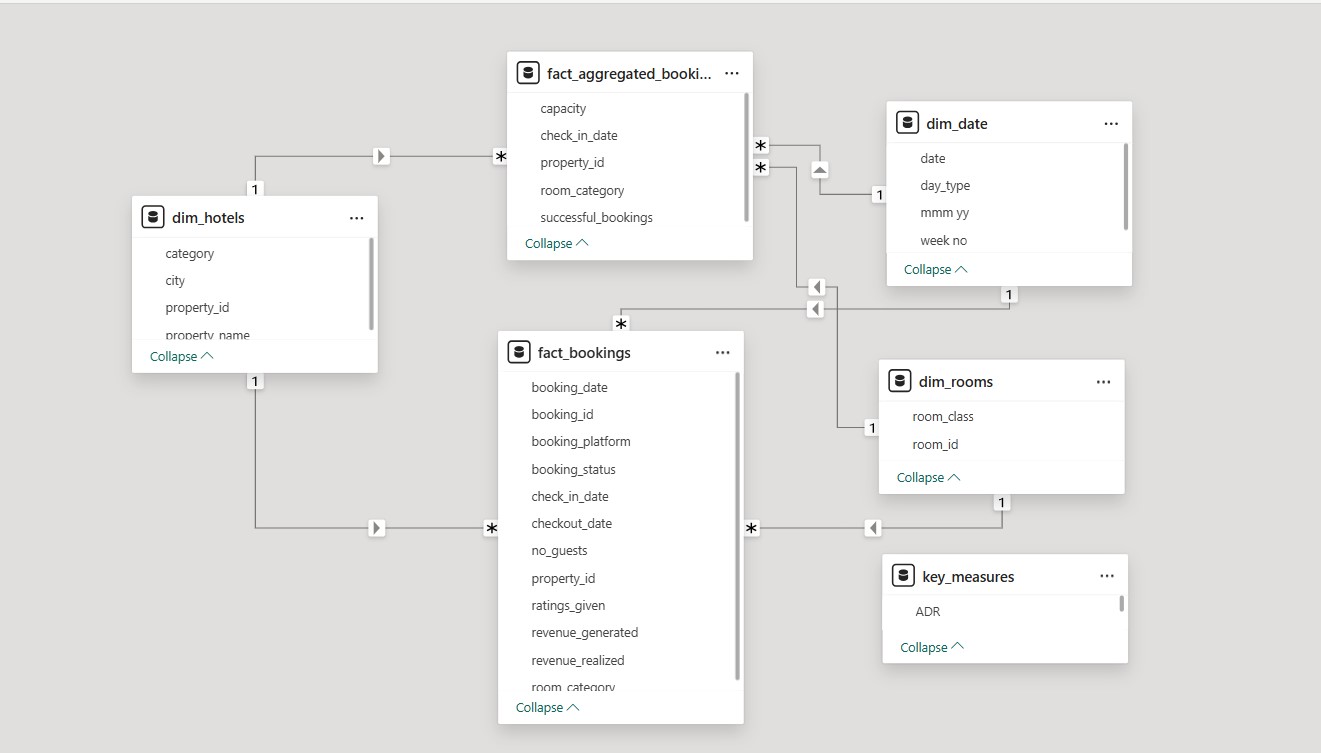 fact_aggregated_booki...
capacity
check_in_date
property_id
room_category
successful_bookings
Collapse
dim_date
date
day_type
mmm yy
week no
Collapse
dim_hotels
category
city
property_id
property_name
Collapse
fact_bookings
booking_date
booking_id
booking_platform
booking_status
check_in_date
checkout_date
no_guests
property_id
ratings_given
revenue_generated
revenue_realized
room_category
Collapse
dim_rooms
room_class
room_id
Collapse
key_measures
ADR
Collapse
1
*
*
*
1
1
*
1
1
*
*
1